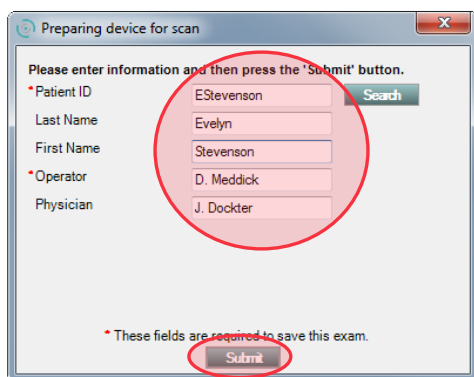 Preparing device for scan
Please enter information and then press the 'Submit' button.
*Patient ID EStevenson Search
Last Name Evelyn
First Name Stevenson
*Operator D. Meddick
Physician J. Dockter
* These fields are required to save this exam.
Submit